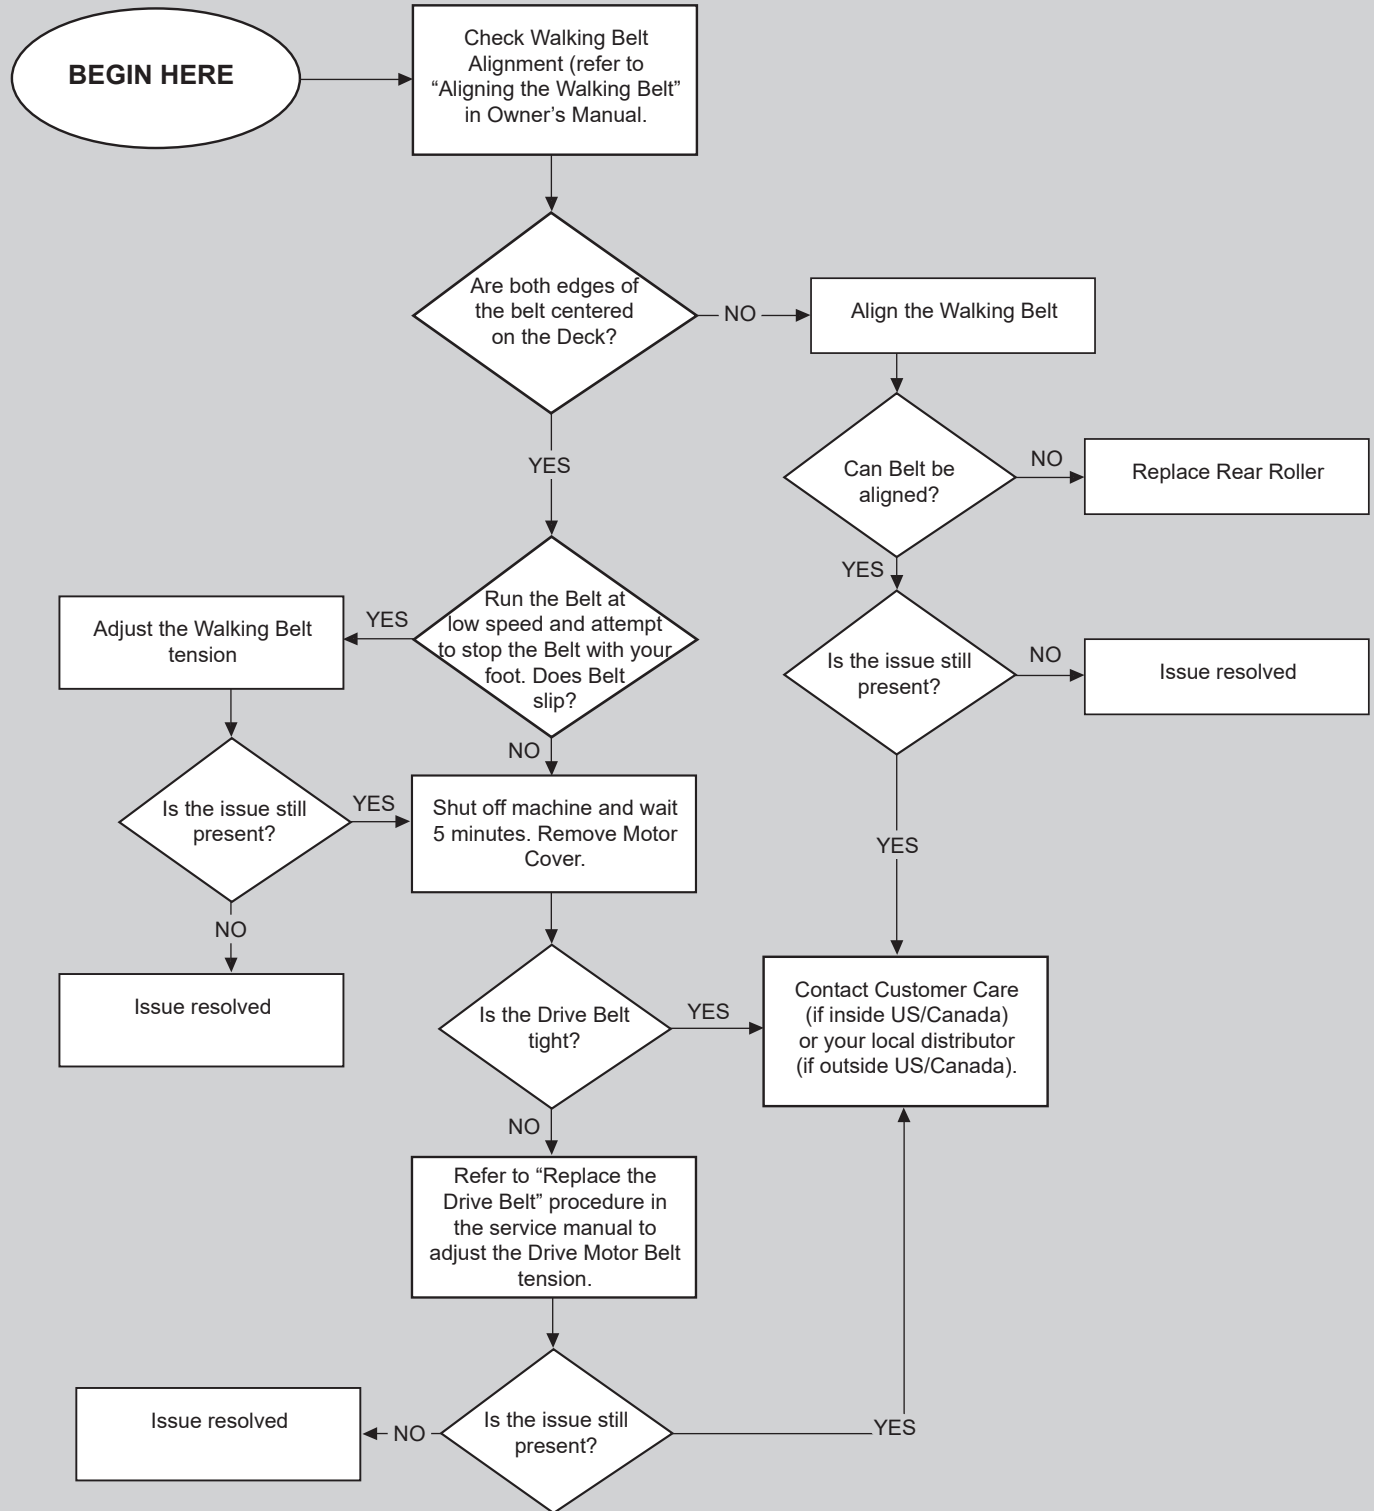 BEGIN HERE
Check Walking Belt
Alignment (refer to
“Aligning the Walking Belt”
in Owner’s Manual.
Are both edges of
the belt centered
on the Deck?
NO
Align the Walking Belt
YES
Can Belt be
aligned?
NO
Replace Rear Roller
YES
Run the Belt at
low speed and attempt
to stop the Belt with your
foot. Does Belt
slip?
YES
Adjust the Walking Belt
tension
Is the issue still
present?
NO
Issue resolved
NO
Is the issue still
present?
YES
Shut off machine and wait
5 minutes. Remove Motor
Cover.
YES
NO
Issue resolved
Is the Drive Belt
tight?
YES
Contact Customer Care
(if inside US/Canada)
or your local distributor
(if outside US/Canada).
NO
Refer to “Replace the
Drive Belt” procedure in
the service manual to
adjust the Drive Motor Belt
tension.
Is the issue still
present?
NO
Issue resolved
YES